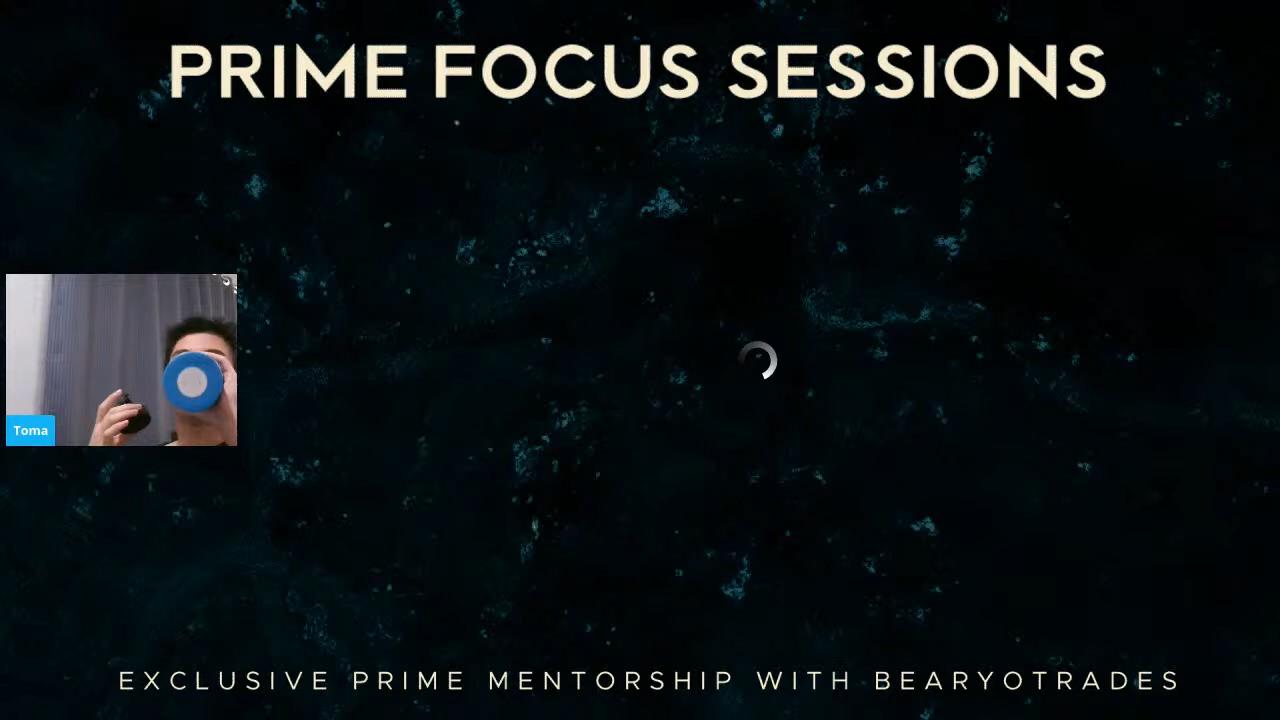 PRIME FOCUS SESSIONS
Toma
EXCLUSIVE PRIME MENTORSHIP WITH BEARYOTRADES